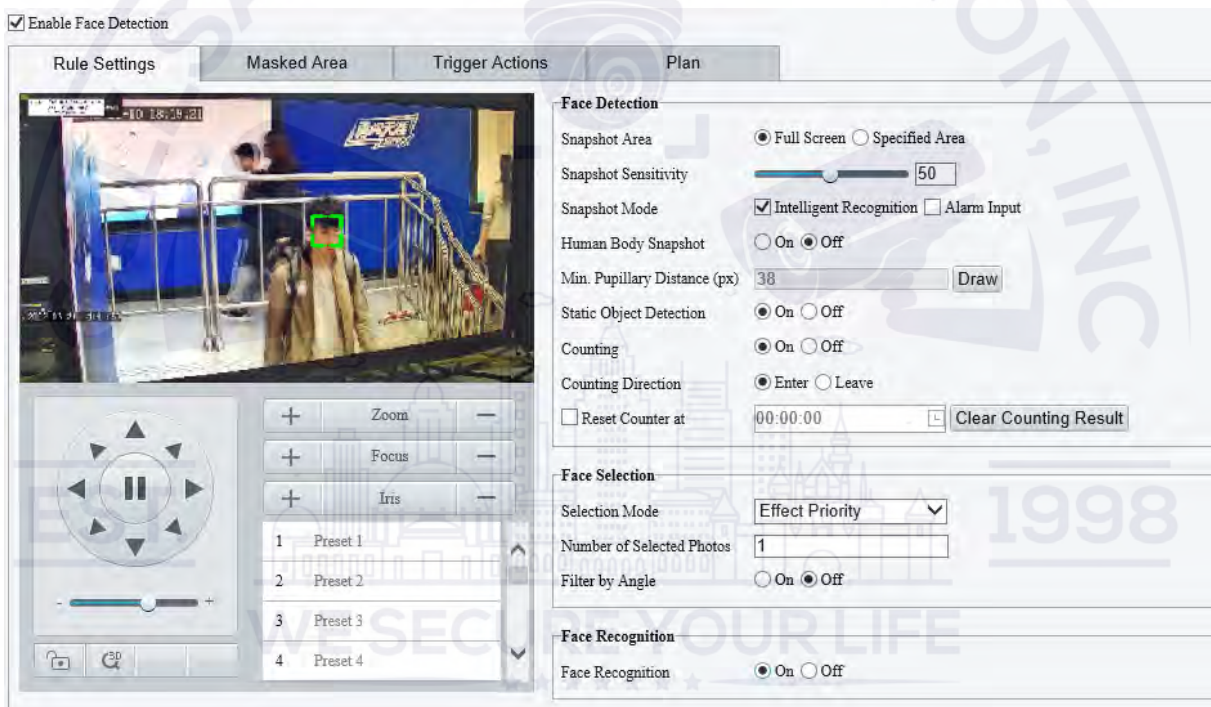 Enable Face Detection
Rule Settings
Masked Area
Trigger Actions
Plan
Face Detection
Snapshot Area
Full Screen
Specified Area
Snapshot Sensitivity
50
Snapshot Mode
Intelligent Recognition
Alarm Input
Human Body Snapshot
On
Off
Min. Pupillary Distance (px)
38
Draw
Static Object Detection
On
Off
Counting
On
Off
Counting Direction
Enter
Leave
Reset Counter at
00:00:00
Clear Counting Result
Zoom
Focus
Iris
1 Preset 1
2 Preset 2
3 Preset 3
4 Preset 4
3D
Face Selection
Selection Mode
Effect Priority
Number of Selected Photos
1
Filter by Angle
On
Off
Face Recognition
Face Recognition
On
Off
EST
1998
WE SECURE YOUR LIFE